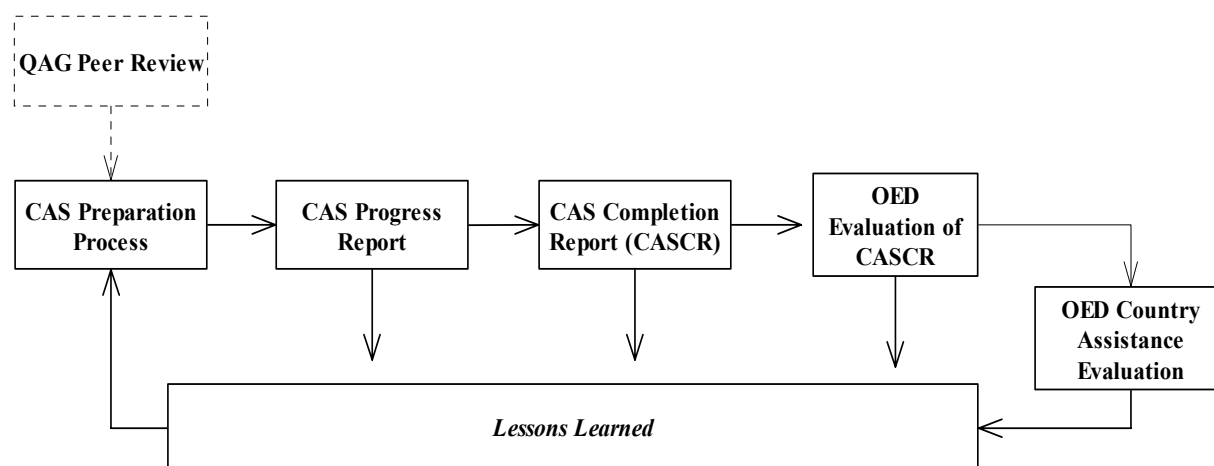 QAG Peer Review
CAS Preparation
Process
CAS Progress
Report
CAS Completion
Report (CASCR)
OED
Evaluation of
CASCR
OED Country
Assistance
Evaluation
Lessons Learned